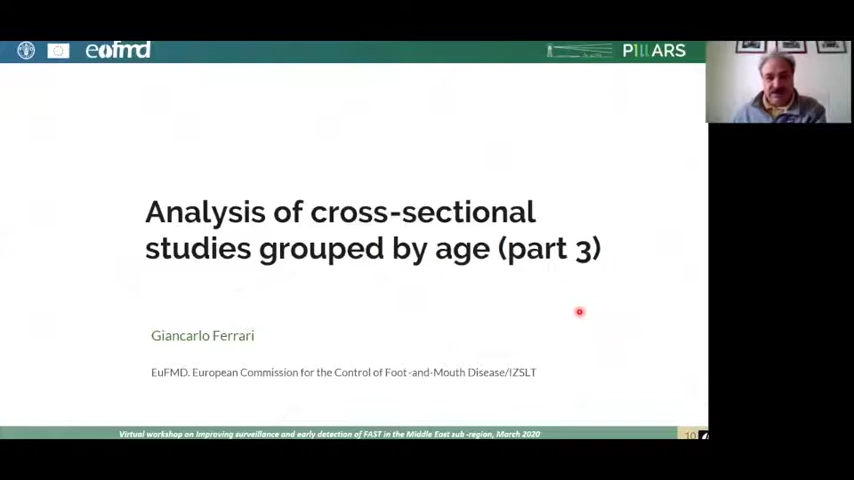 eofmd
PILLARS
Analysis of cross-sectional
studies grouped by age (part 3)
Giancarlo Ferrari
EuFMD. European Commission for the Control of Foot-and-Mouth Disease/IZSLT
Virtual workshop on Improving surveillance and early detection of FAST in the Middle East sub-region, March 2020
10